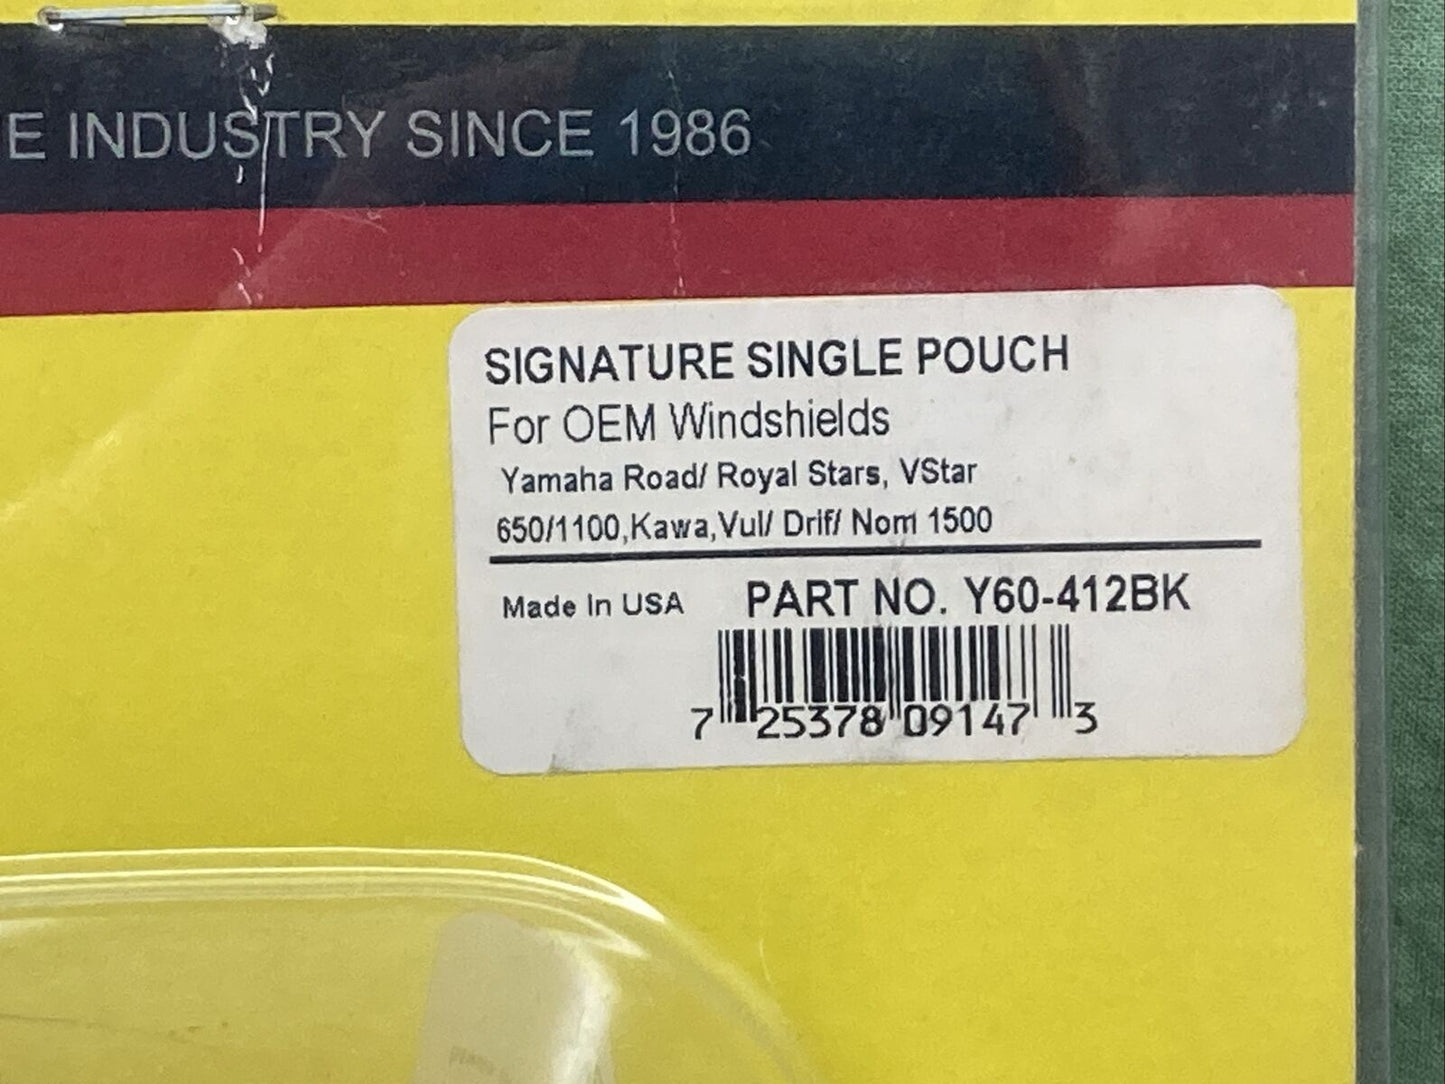 E INDUSTRY SINCE 1986
SIGNATURE SINGLE POUCH
For OEM Windshields
Yamaha Road/ Royal Stars, VStar
650/1100,Kawa,Vul/ Drif/ Nom 1500
Made In USA PART NO. Y60-412BK
7 25378 09147 3